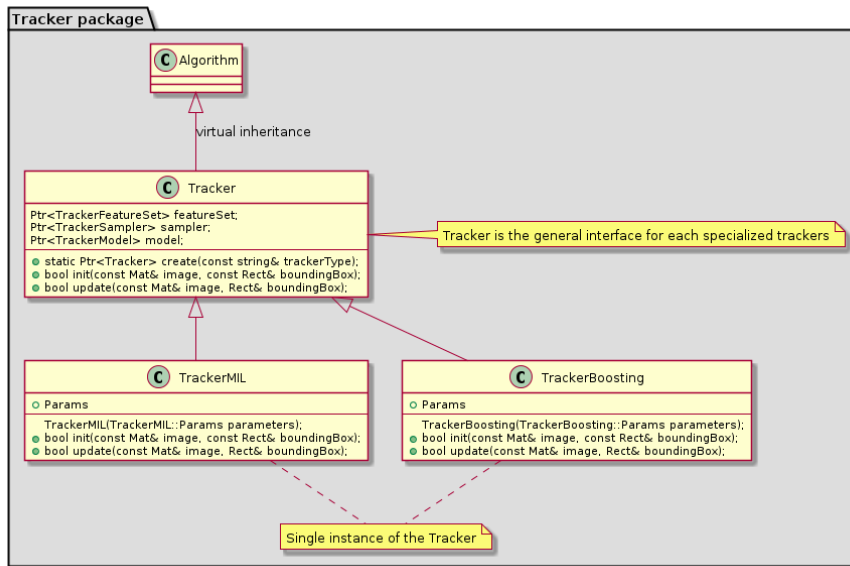 Tracker package
C Algorithm
virtual inheritance
C Tracker
Ptr<TrackerFeatureSet> featureSet;
Ptr<TrackerSampler> sampler;
Ptr<TrackerModel> model;
static Ptr<Tracker> create(const string& trackerType);
bool init(const Mat& image, const Rect& boundingBox);
bool update(const Mat& image, Rect& boundingBox);
Tracker is the general interface for each specialized trackers
C TrackerMIL
Params
TrackerMIL(TrackerMIL::Params parameters);
bool init(const Mat& image, const Rect& boundingBox);
bool update(const Mat& image, Rect& boundingBox);
C TrackerBoosting
Params
TrackerBoosting(TrackerBoosting::Params parameters);
bool init(const Mat& image, const Rect& boundingBox);
bool update(const Mat& image, Rect& boundingBox);
Single instance of the Tracker